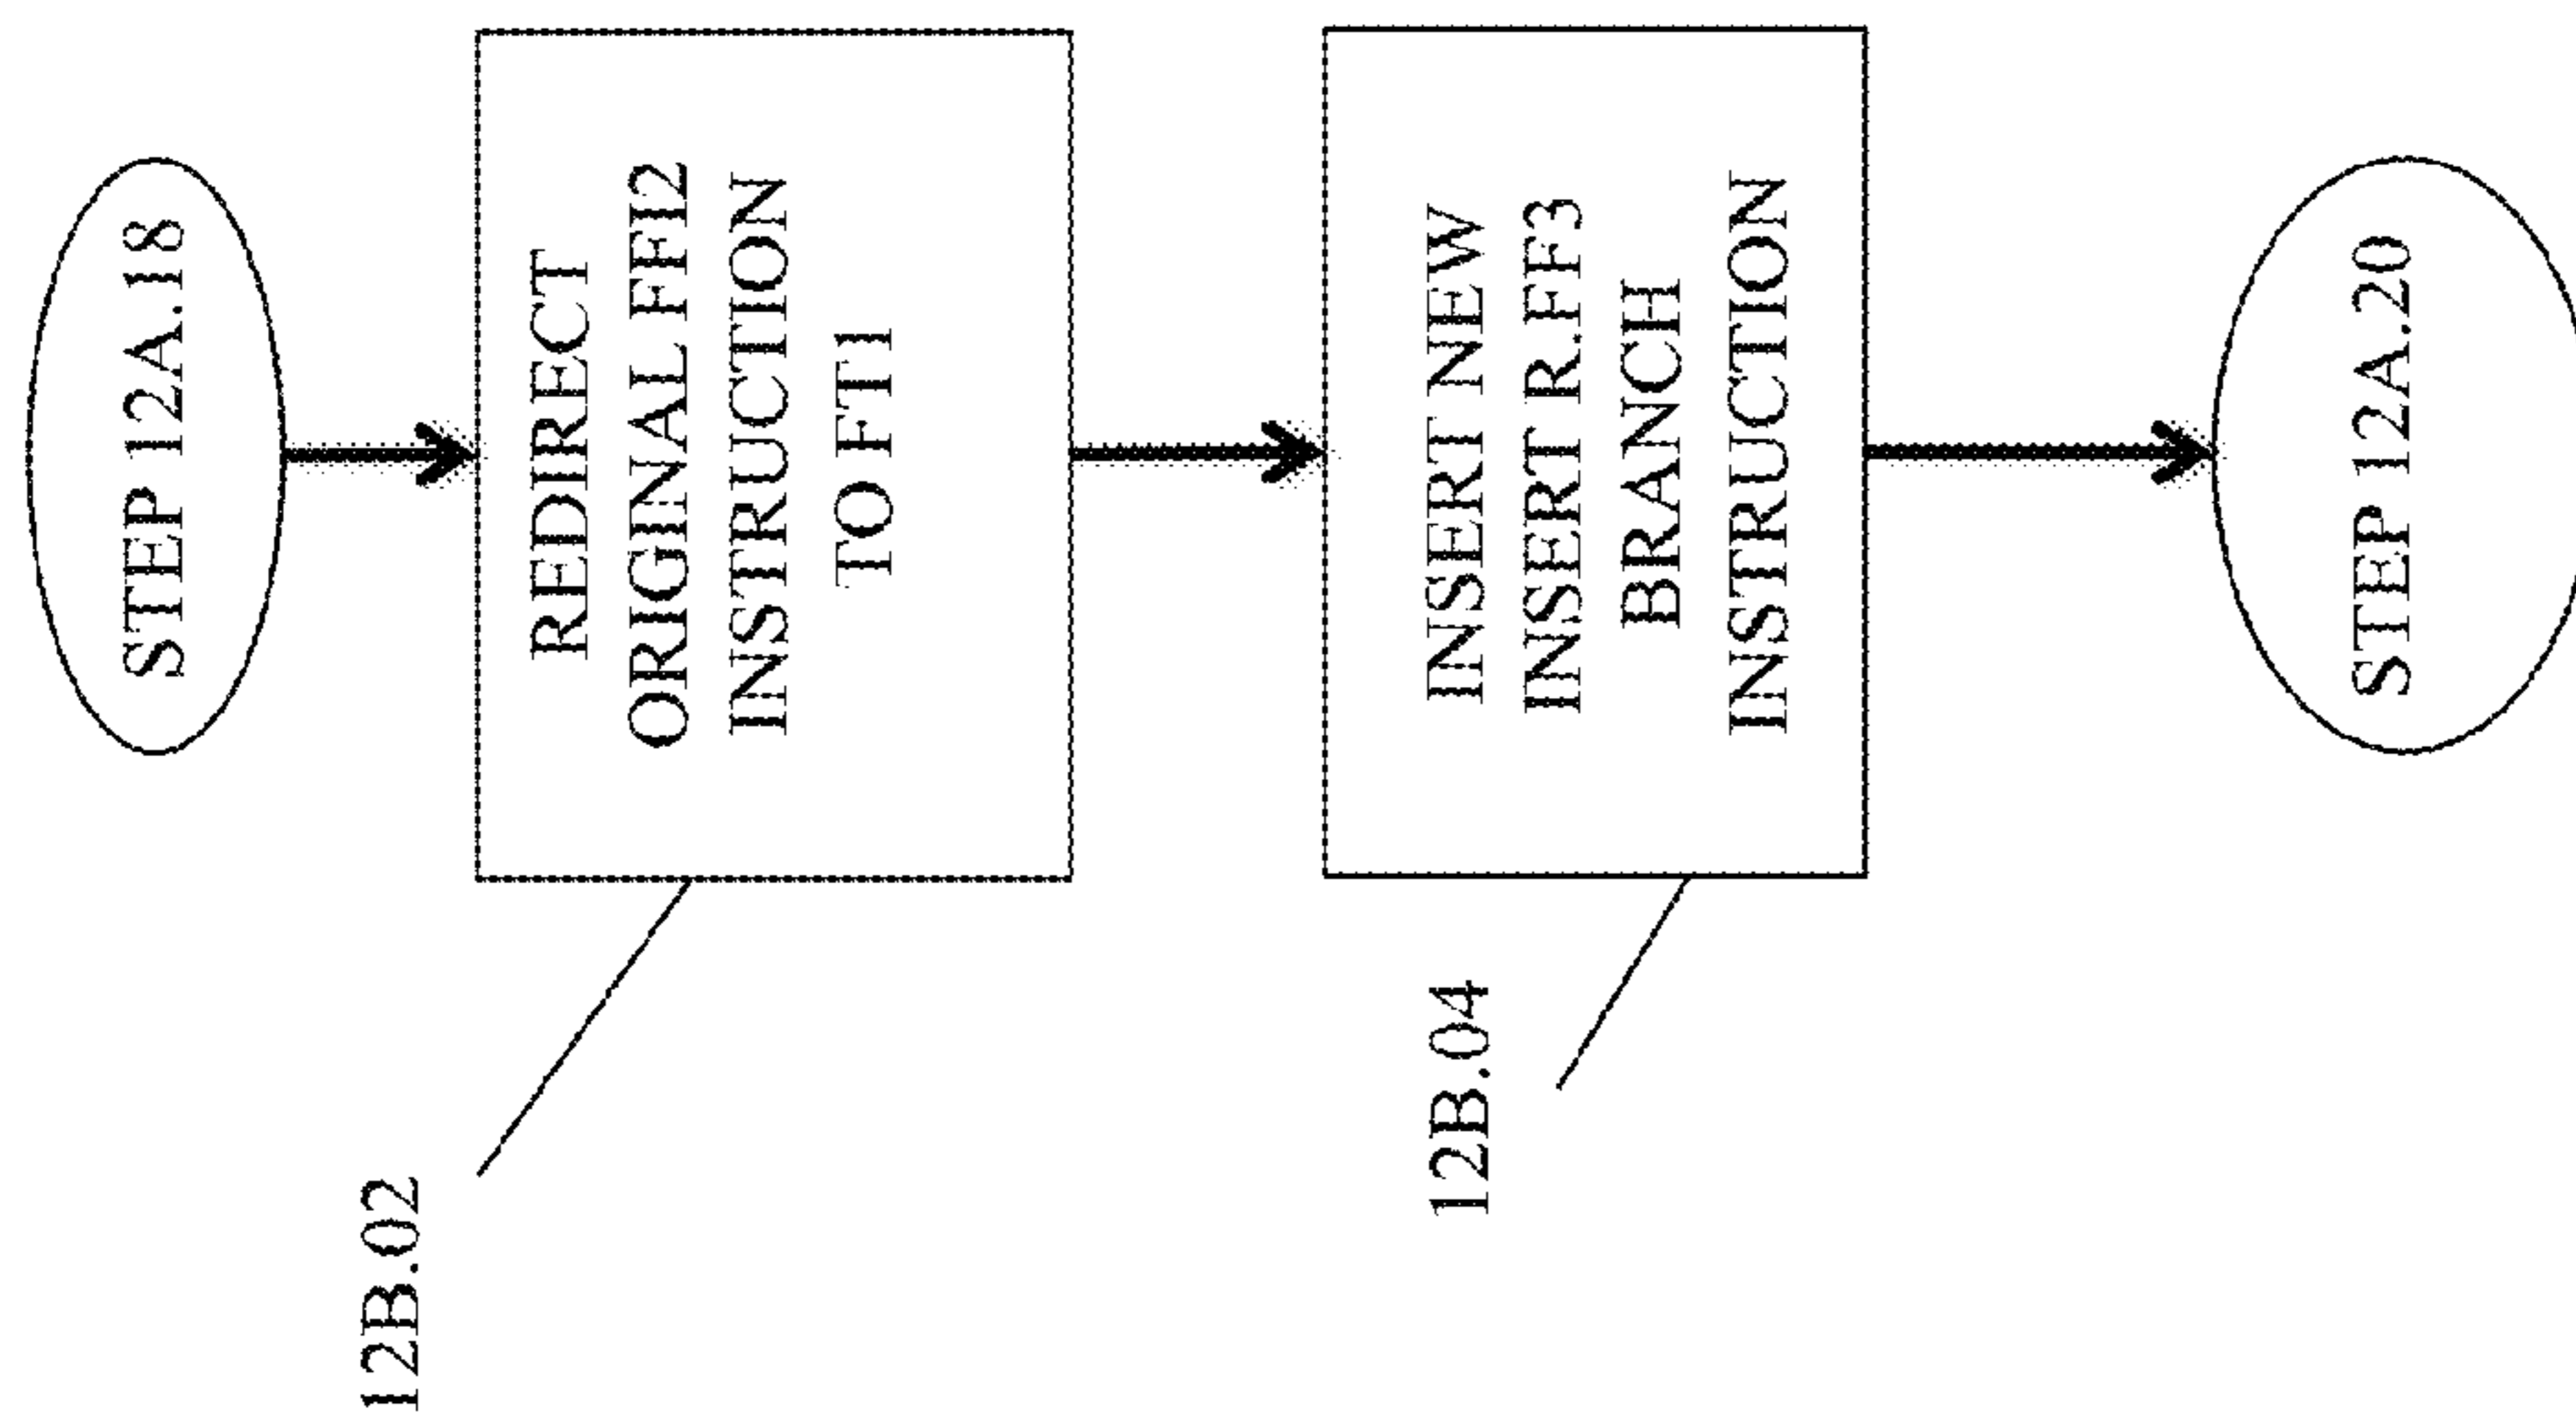 STEP 12A.18
REDIRECT
ORIGINAL FFI2
INSTRUCTION
TO FT1
12B.02
INSERT NEW
INSERT R.FF3
BRANCH
INSTRUCTION
12B.04
STEP 12A.20